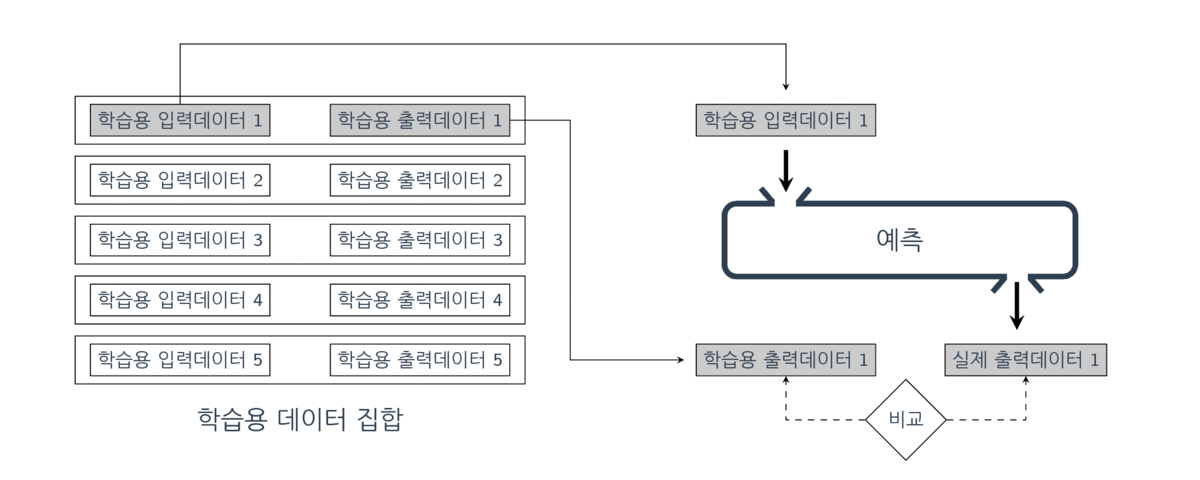 학습용 입력데이터 1
학습용 출력데이터 1
학습용 입력데이터 2
학습용 출력데이터 2
학습용 입력데이터 3
학습용 출력데이터 3
학습용 입력데이터 4
학습용 출력데이터 4
학습용 입력데이터 5
학습용 출력데이터 5
학습용 데이터 집합
학습용 입력데이터 1
예측
학습용 출력데이터 1
실제 출력데이터 1
비교